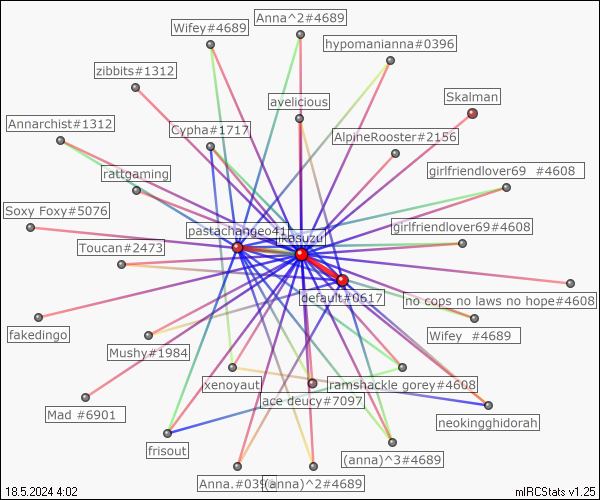 Anna^2#4689
Wifey#4689
hypomanianna#0396
zibbits#1312
Skalman
avelicious
Annarchist#1312
Cypha#1717
AlpineRooster#2156
rattgaming
girlfriendlover69 #4608
Soxy Foxy#5076
pastachangeo41
ikasuzu
girlfriendlover69#4608
Toucan#2473
default#0617
no cops no laws no hope#4608
fakedingo
Wifey #4689
Mushy#1984
xenoyaut
ramshackle gorey#4608
ace deucy#7097
Mad #6901
neokingghidorah
frisout
(anna)^3#4689
Anna.#039
(anna)^2#4689
18.5.2024 4:02
mIRCStats v1.25